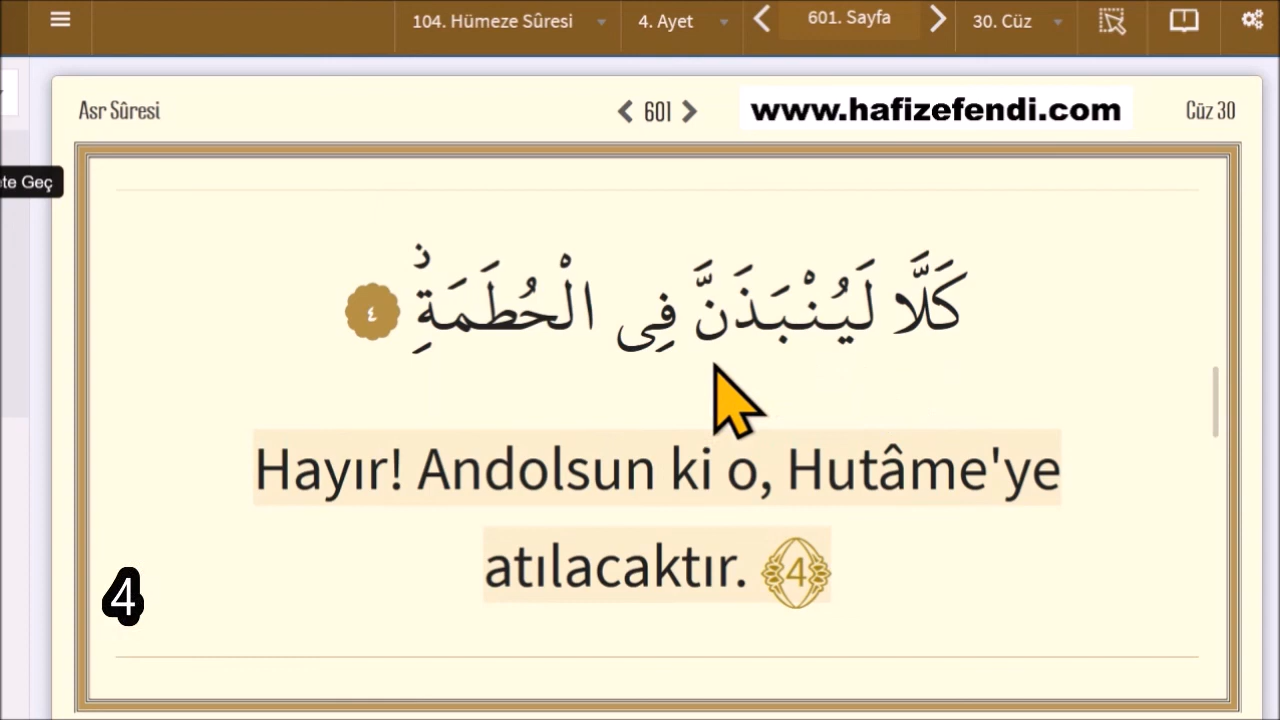 104. Hümeze Sûresi
4. Ayet
601. Sayfa
30. Cüz
Asr Sûresi
601
www.hafizefendi.com
Cüz 30
te Geç
كَلَّا لَيُنْبَذَنَّ فِى الْحُطَمَةِۘ ٤
Hayır! Andolsun ki o, Hutâme'ye
atılacaktır. 4
4